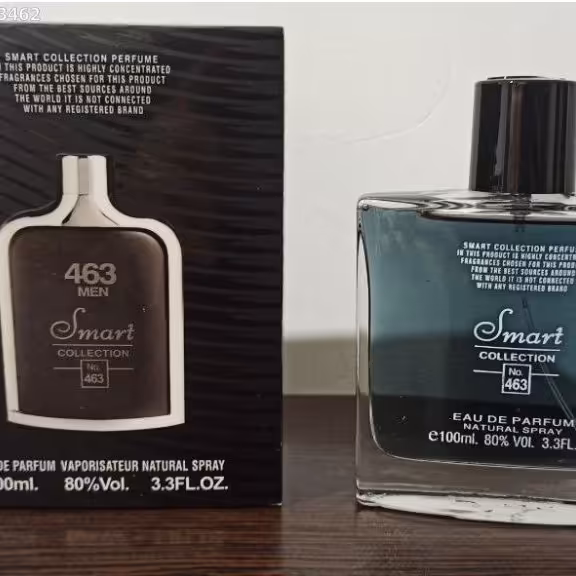 3462
SMART COLLECTION PERFUME
IN THIS PRODUCT IS HIGHLY CONCENTRATED
FRAGRANCES CHOSEN FOR THIS PRODUCT
FROM THE BEST SOURCES AROUND
THE WORLD IT IS NOT CONNECTED
WITH ANY REGISTERED BRAND
463
MEN
Smart
COLLECTION
No.
463
DE PARFUM VAPORISATEUR NATURAL SPRAY
00ml. 80%Vol. 3.3FL.OZ.
SMART COLLECTION PERFU
IN THIS PRODUCT IS HIGHLY CONCENTR
FRAGRANCES CHOSEN FOR THIS PROD
FROM THE BEST SOURCES AROUND
THE WORLD IT IS NOT CONNECTED
WITH ANY REGISTERED BRAND
Smart
COLLECTION
No.
463
EAU DE PARFUM
NATURAL SPRAY
e100ml. 80% VOl. 3.3FL.